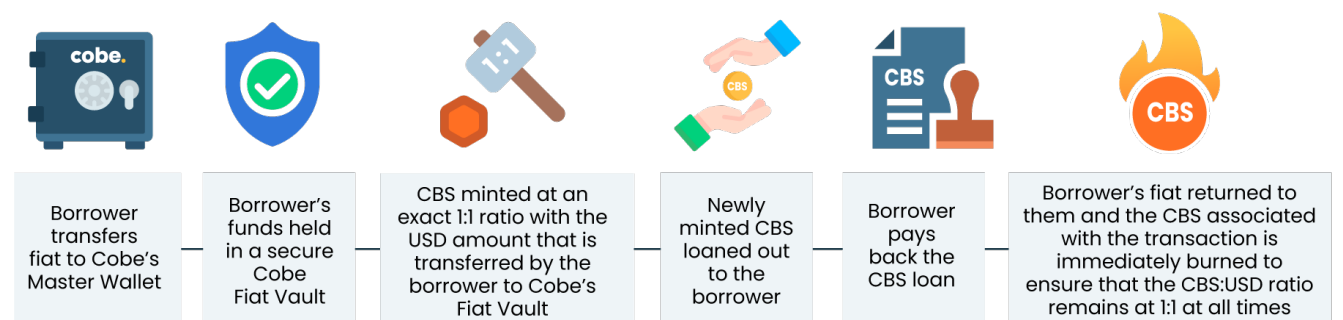 cobe.
1:1
CBS
CBS
CBS
Borrower
transfers
fiat to Cobe's
Master Wallet
Borrower's
funds held
in a secure
Cobe
Fiat Vault
CBS minted at an
exact 1:1 ratio with the
USD amount that is
transferred by the
borrower to Cobe's
Fiat Vault
Newly
minted CBS
loaned out
to the
borrower
Borrower
pays
back the
CBS loan
Borrower's fiat returned to
them and the CBS associated
with the transaction is
immediately burned to
ensure that the CBS:USD ratio
remains at 1:1 at all times